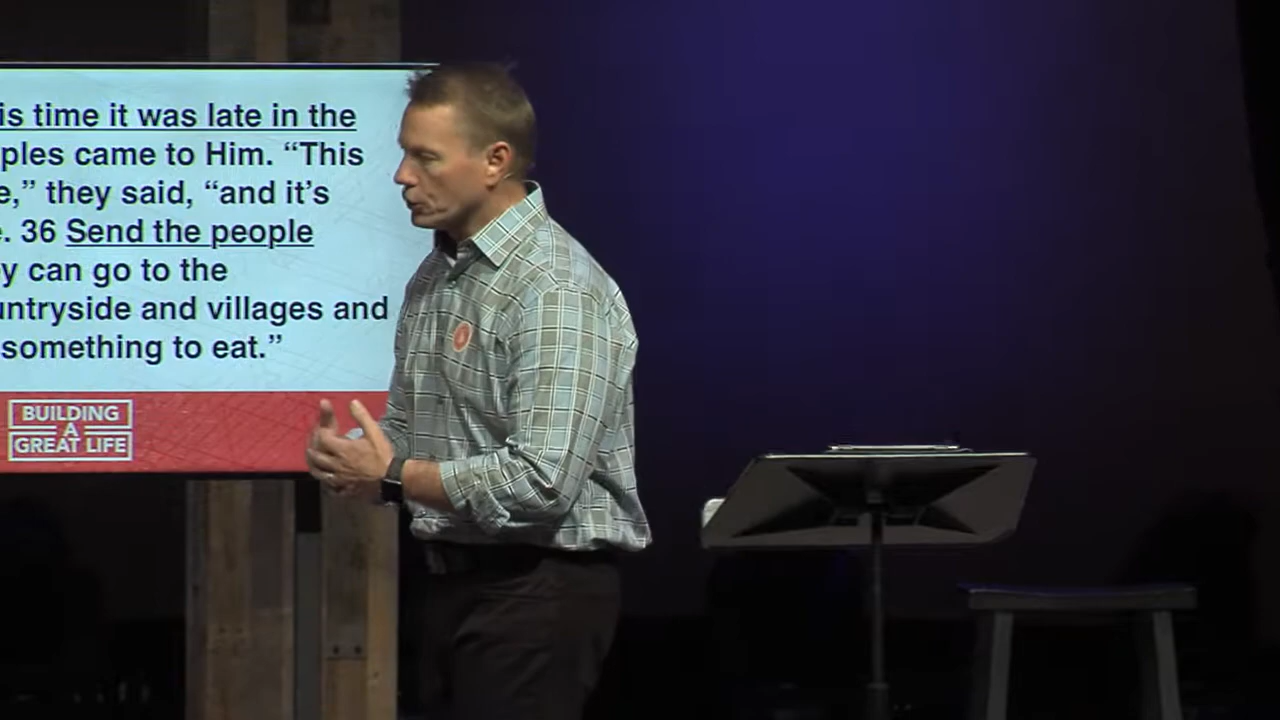 is time it was late in the
ples came to Him. “This
e,” they said, “and it’s
e. 36 Send the people
y can go to the
untryside and villages and
something to eat.”
BUILDING
A
GREAT LIFE